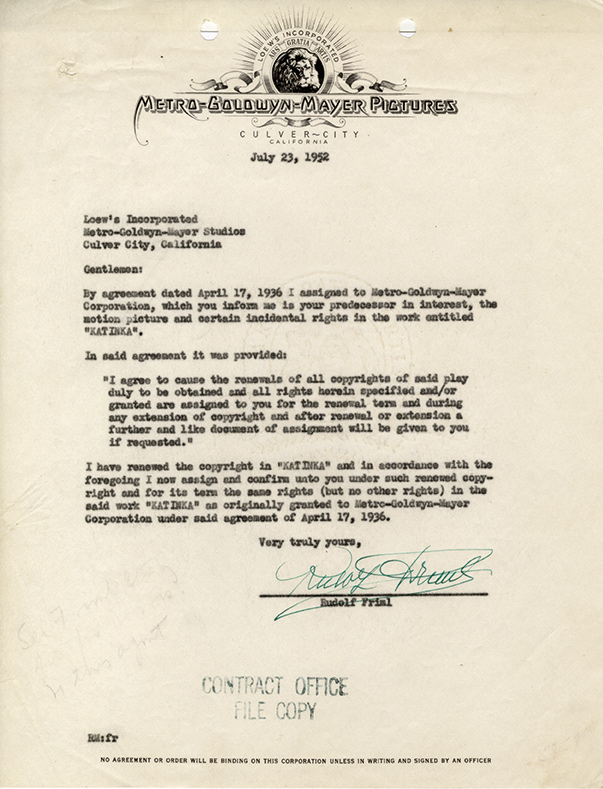 LOEW'S INCORPORATED
ARS GRATIA ARTIS
METRO-GOLDWYN-MAYER PICTURES
CULVER~CITY
CALIFORNIA
July 23, 1952
Loew's Incorporated
Metro-Goldwyn-Mayer Studios
Culver City, California
Gentlemen:
By agreement dated April 17, 1936 I assigned to Metro-Goldwyn-Mayer
Corporation, which you inform me is your predecessor in interest, the
motion picture and certain incidental rights in the work entitled
"KATINKA".
In said agreement it was provided:
"I agree to cause the renewals of all copyrights of said play
duly to be obtained and all rights herein specified and/or
granted are assigned to you for the renewal term and during
any extension of copyright and after renewal or extension a
further and like document of assignment will be given to you
if requested."
I have renewed the copyright in "KATINKA" and in accordance with the
foregoing I now assign and confirm unto you under such renewed copy-
right and for its term the same rights (but no other rights) in the
said work "KATINKA" as originally granted to Metro-Goldwyn-Mayer
Corporation under said agreement of April 17, 1936.
Very truly yours,
Rudolf Friml
Rudolf Friml
CONTRACT OFFICE
FILE COPY
RM:fr
NO AGREEMENT OR ORDER WILL BE BINDING ON THIS CORPORATION UNLESS IN WRITING AND SIGNED BY AN OFFICER